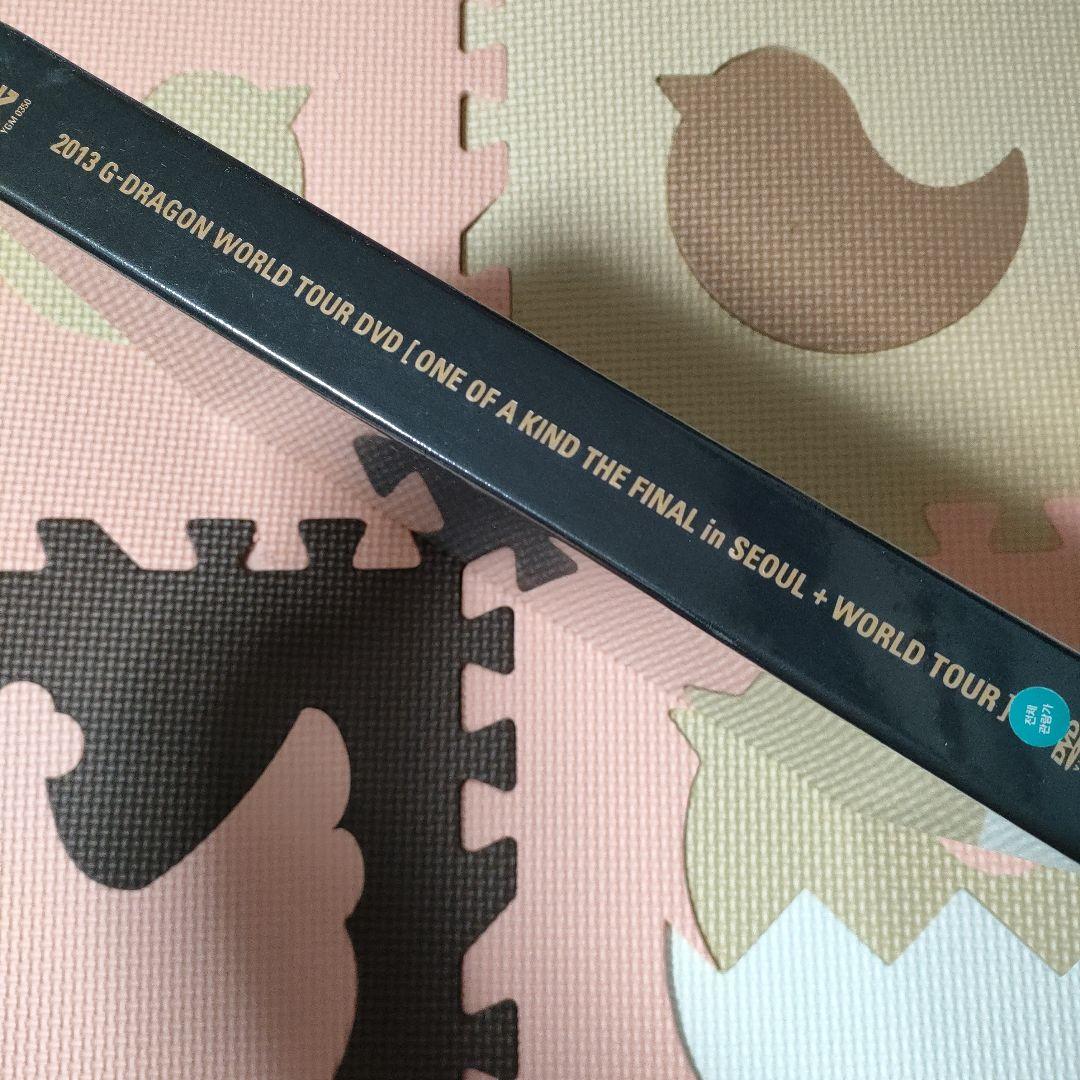 YGM 0350
2013 G-DRAGON WORLD TOUR DVD [ ONE OF A KIND THE FINAL in SEOUL + WORLD TOUR ]
전체
관람가
DVD